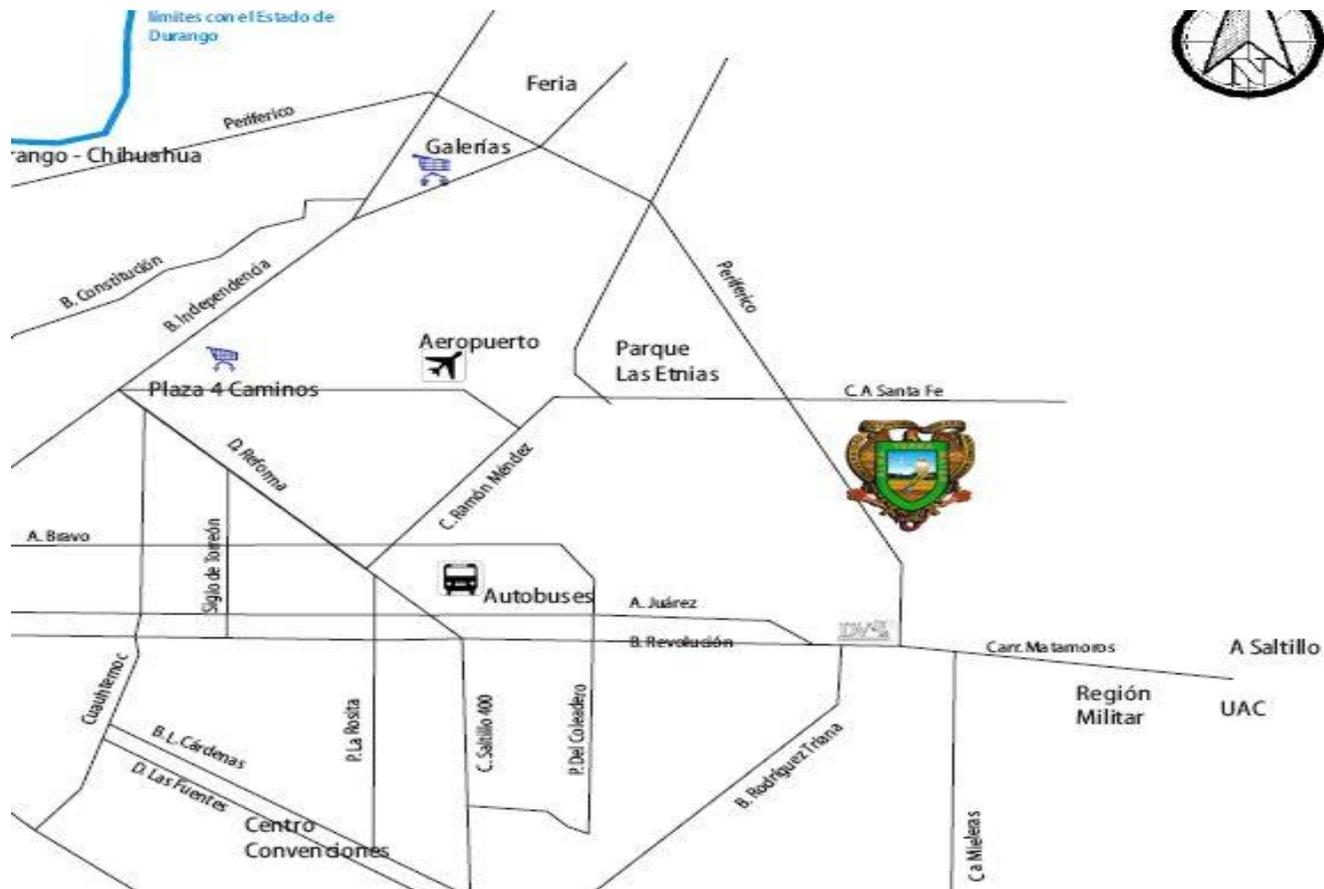 límites con el Estado de
Durango
N
Feria
Periferico
Galerías
rango - Chihuahua
B. Constitución
B. Independencia
Periferico
Aeropuerto
Parque
Las Etnias
Plaza 4 Caminos
C. A Santa Fe
D. Reforma
C. Ramón Méndez
A. Bravo
Siglo de Torreón
Autobuses
A. Juárez
B. Revolución
Carr. Matamoros
A Saltillo
Cuauhtemoc
P. La Rosita
C. Saltillo 400
P. Del Coleadero
Región
Militar
UAC
B. L. Cárdenas
D. Las Fuentes
B. Rodríguez Triana
Centro
Convenciones
C a Mieleras